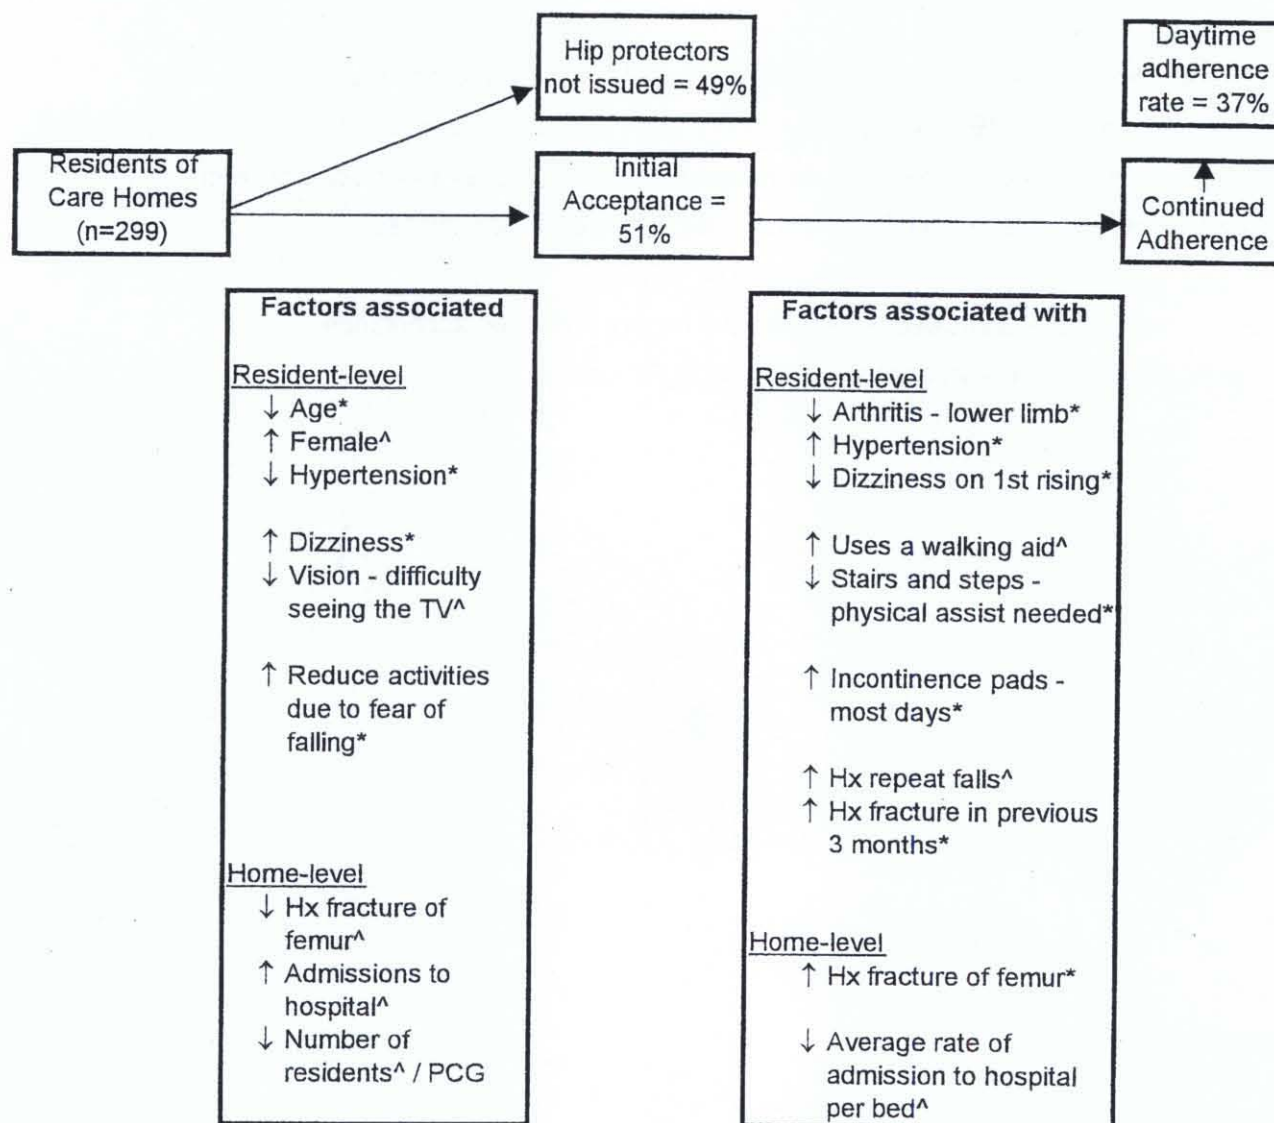 Hip protectors
not issued = 49%
Daytime
adherence
rate = 37%
Residents of
Care Homes
(n=299)
Initial
Acceptance =
51%
Continued
Adherence
Factors associated
Resident-level
↓ Age*
↑ Female^
↓ Hypertension*
↑ Dizziness*
↓ Vision - difficulty
seeing the TV^
↑ Reduce activities
due to fear of
falling*
Home-level
↓ Hx fracture of
femur^
↑ Admissions to
hospital^
↓ Number of
residents^ / PCG
Factors associated with
Resident-level
↓ Arthritis - lower limb*
↑ Hypertension*
↓ Dizziness on 1st rising*
↑ Uses a walking aid^
↓ Stairs and steps -
physical assist needed*
↑ Incontinence pads -
most days*
↑ Hx repeat falls^
↑ Hx fracture in previous
3 months*
Home-level
↑ Hx fracture of femur*
↓ Average rate of
admission to hospital
per bed^